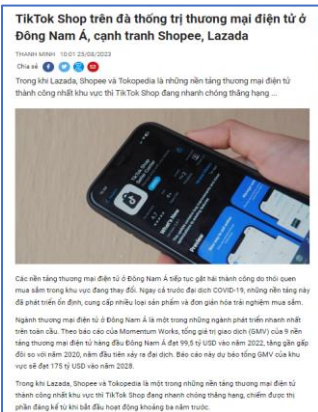 TikTok Shop trên đà thống trị thương mại điện tử ở
Đông Nam Á, cạnh tranh Shopee, Lazada
THANH MINH 10:01 25/08/2023
Chia sẻ
Trong khi Lazada, Shopee và Tokopedia là những nền tảng thương mại điện tử
thành công nhất khu vực thì TikTok Shop đang nhanh chóng thăng hạng ...
TikTok Shop
What's New
Preview
Các nền tảng thương mại điện tử ở Đông Nam Á tiếp tục gặt hái thành công do thói quen
mua sắm trong khu vực đang thay đổi. Ngay cả trước đại dịch COVID-19, những nền tảng này
đã phát triển ổn định, cung cấp nhiều loại sản phẩm và đơn giản hóa trải nghiệm mua sắm.
Ngành thương mại điện tử ở Đông Nam Á là một trong những ngành phát triển nhanh nhất
trên toàn cầu. Theo báo cáo của Momentum Works, tổng giá trị giao dịch (GMV) của 9 nền
tảng thương mại điện tử hàng đầu Đông Nam Á đạt 99,5 tỷ USD vào năm 2022, tăng gần gấp
đôi so với năm 2020, năm đầu tiên xảy ra đại dịch. Báo cáo này dự báo tổng GMV của khu
vực sẽ đạt 175 tỷ USD vào năm 2028.
Trong khi Lazada, Shopee và Tokopedia là một trong những nền tảng thương mại điện tử
thành công nhất khu vực thì TikTok Shop đang nhanh chóng thăng hạng, chiếm được thị
phần đáng kể từ khi bắt đầu hoạt động khoảng ba năm trước.